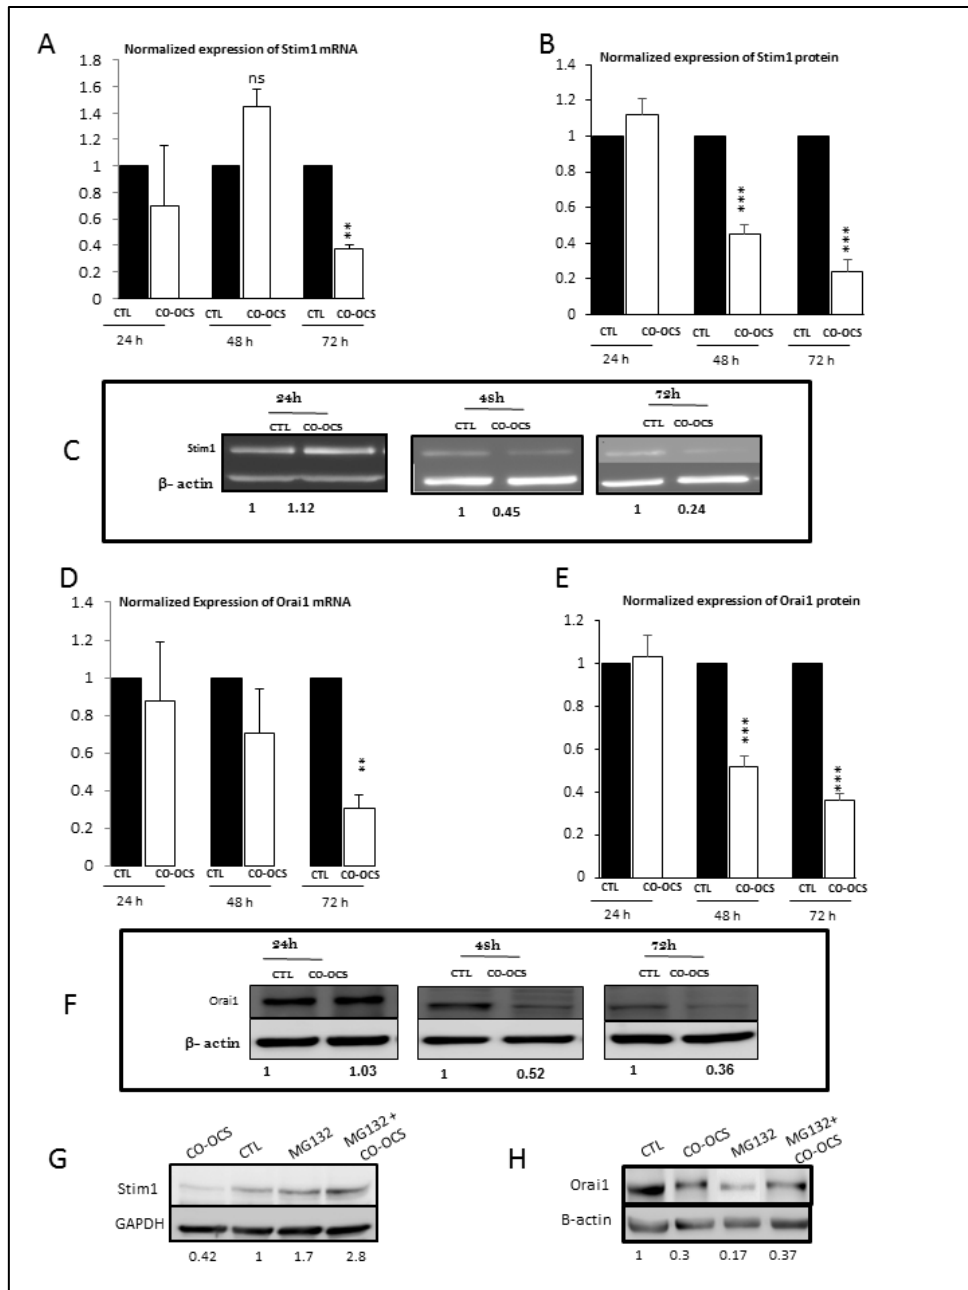 A
Normalized expression of Stim1 mRNA
1.8
1.6
1.4
1.2
1
0.8
0.6
0.4
0.2
0
ns
**
CTL CO-OCS CTL CO-OCS CTL CO-OCS
24 h 48 h 72 h
B
Normalized expression of Stim1 protein
1.4
1.2
1
0.8
0.6
0.4
0.2
0
***
***
CTL CO-OCS CTL CO-OCS CTL CO-OCS
24 h 48 h 72 h
C
24h 48h 72h
CTL CO-OCS CTL CO-OCS CTL CO-OCS
Stim1
β- actin
1 1.12 1 0.45 1 0.24
D
Normalized Expression of Orai1 mRNA
1.4
1.2
1
0.8
0.6
0.4
0.2
0
**
CTL CO-OCS CTL CO-OCS CTL CO-OCS
24 h 48 h 72 h
E
Normalized expression of Orai1 protein
1.2
1
0.8
0.6
0.4
0.2
0
***
***
CTL CO-OCS CTL CO-OCS CTL CO-OCS
24 h 48 h 72 h
F
24h 48h 72h
CTL CO-OCS CTL CO-OCS CTL CO-OCS
Orai1
β- actin
1 1.03 1 0.52 1 0.36
G
CO-OCS CTL MG132 MG132+ CO-OCS
Stim1
GAPDH
0.42 1 1.7 2.8
H
CTL CO-OCS MG132 MG132+ CO-OCS
Orai1
B-actin
1 0.3 0.17 0.37